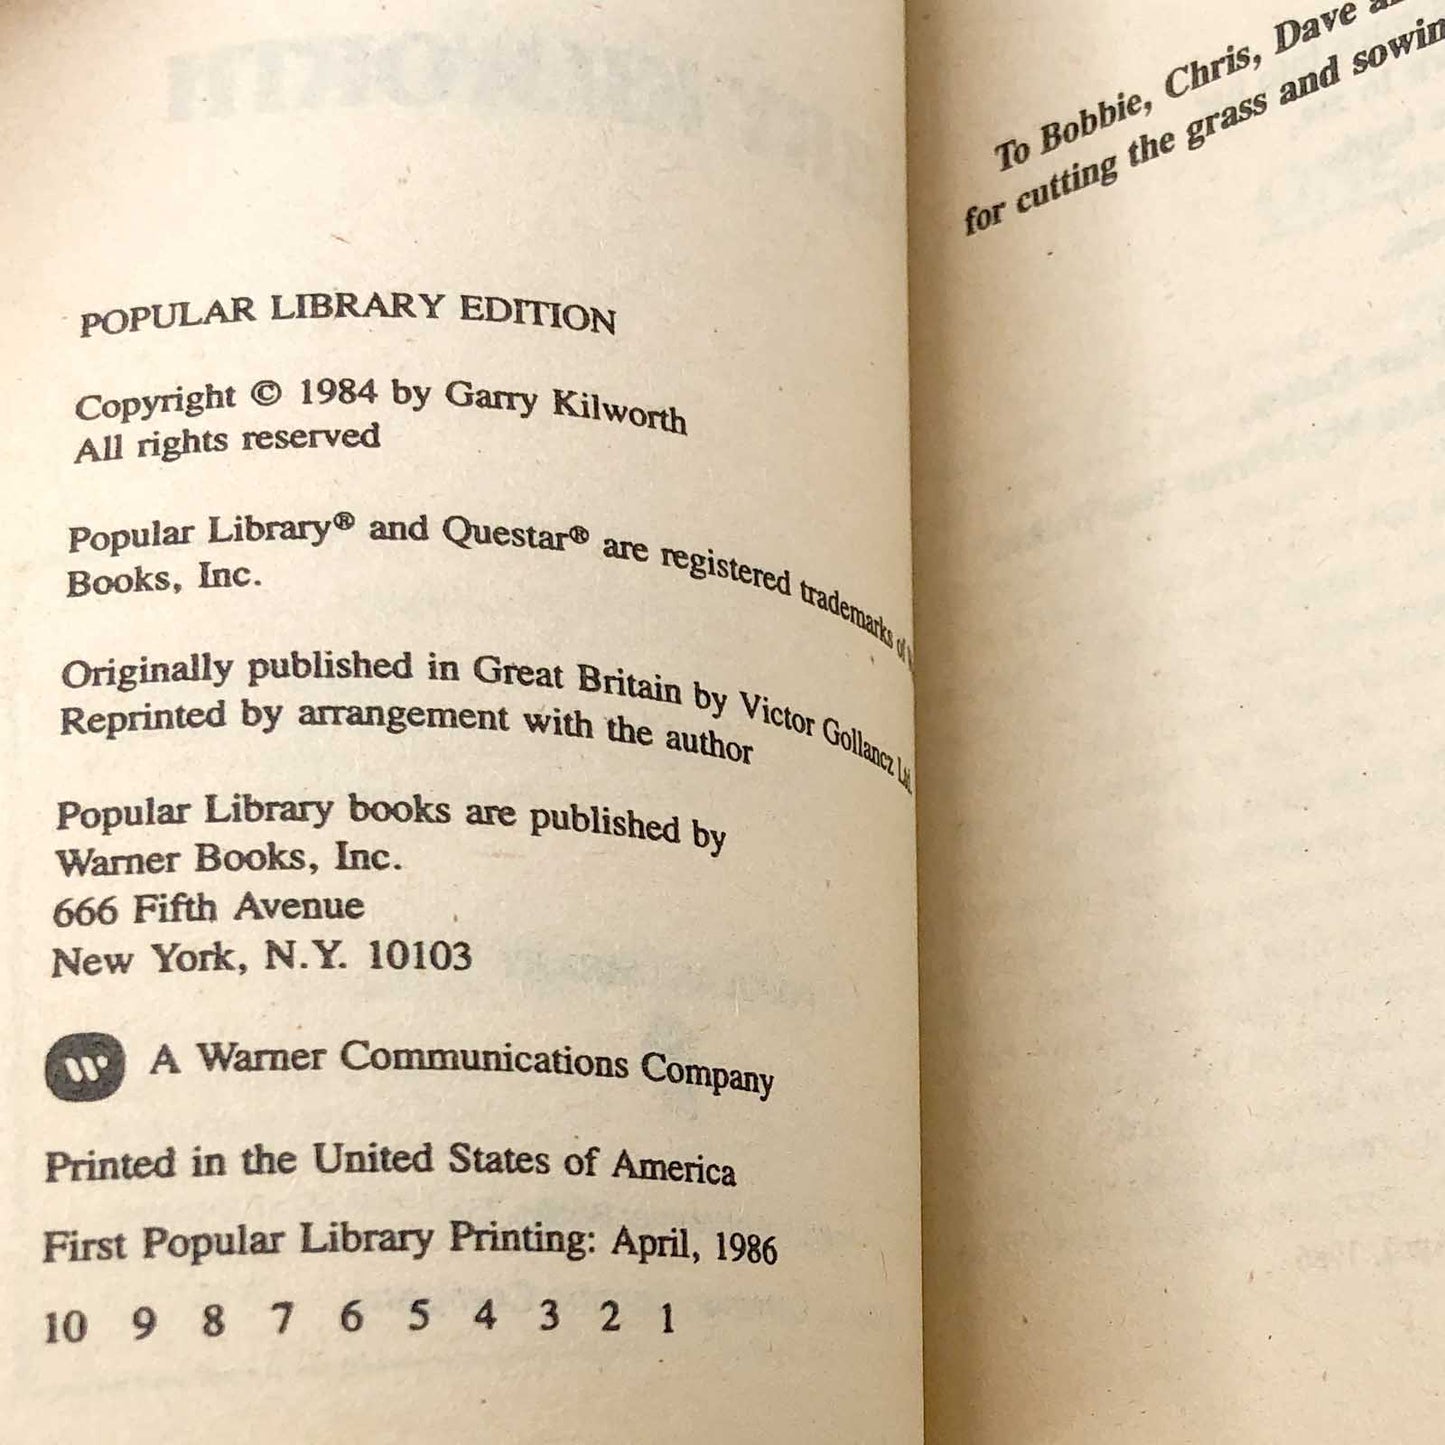 POPULAR LIBRARY EDITION
Copyright © 1984 by Garry Kilworth
All rights reserved
Popular Library® and Questar® are registered trademarks of
Books, Inc.
Originally published in Great Britain by Victor Gollancz Ltd.
Reprinted by arrangement with the author
Popular Library books are published by
Warner Books, Inc.
666 Fifth Avenue
New York, N.Y. 10103
A Warner Communications Company
Printed in the United States of America
First Popular Library Printing: April, 1986
10 9 8 7 6 5 4 3 2 1
To Bobbie, Chris, Dave
for cutting the grass and